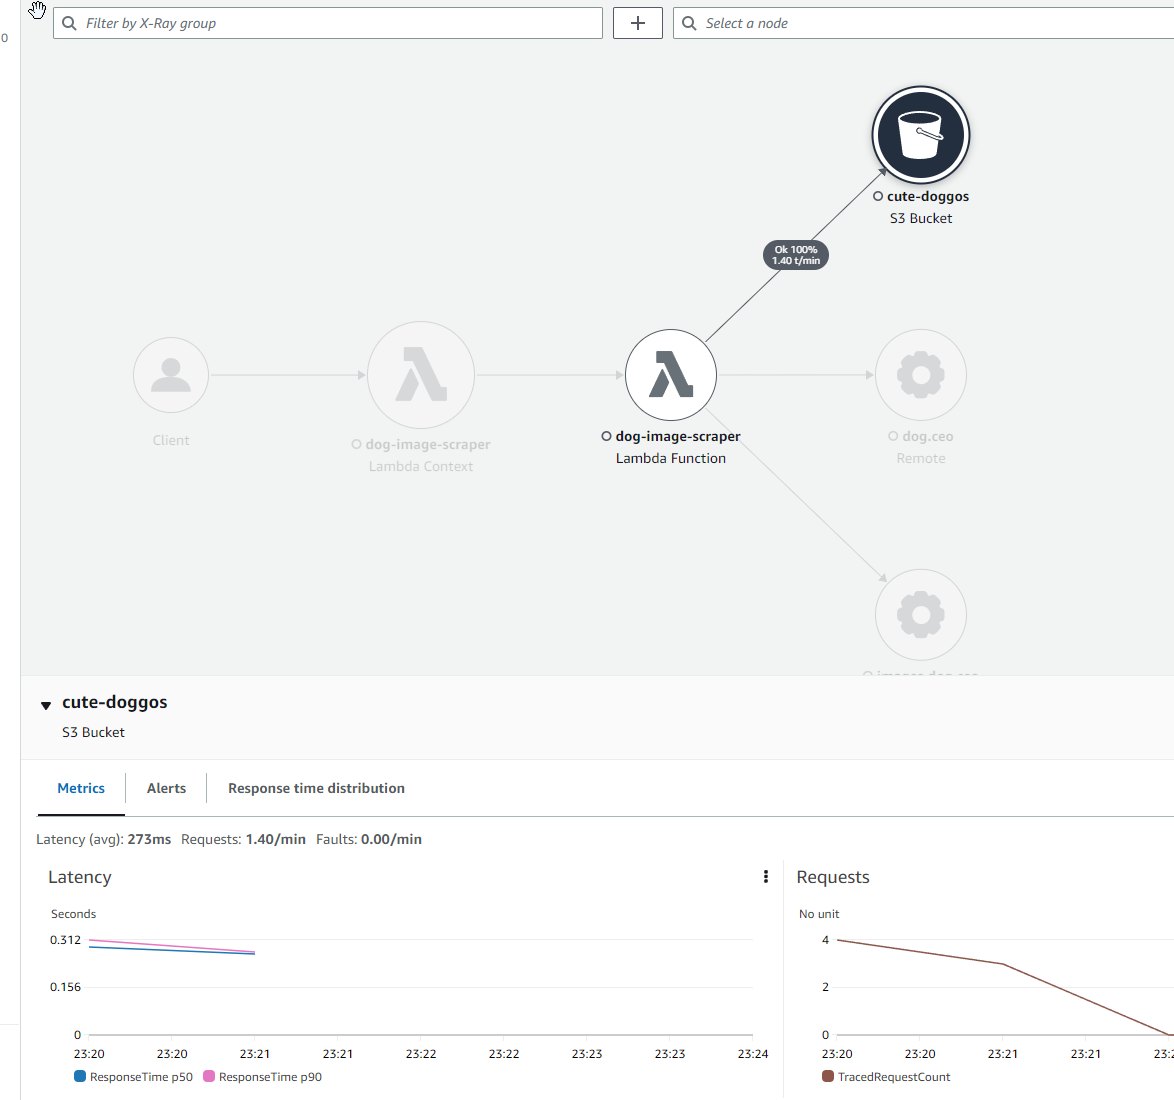 Filter by X-Ray group
Select a node
0
cute-doggos
S3 Bucket
Ok 100%
1.40 t/min
Client
dog-image-scraper
Lambda Context
dog-image-scraper
Lambda Function
dog.ceo
Remote
cute-doggos
S3 Bucket
Metrics
Alerts
Response time distribution
Latency (avg): 273ms Requests: 1.40/min Faults: 0.00/min
Latency
Seconds
0.312
0.156
0
23:20 23:20 23:21 23:21 23:22 23:22 23:23 23:23 23:24
ResponseTime p50 ResponseTime p90
Requests
No unit
4
2
0
23:20 23:20 23:21 23:21
TracedRequestCount